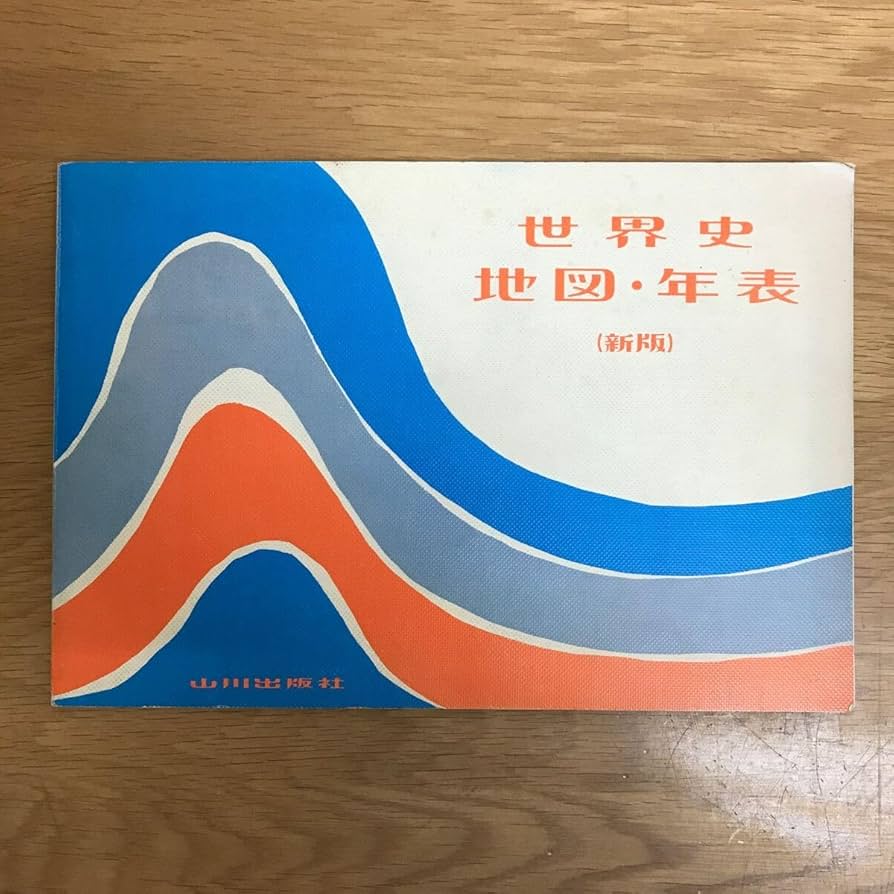 世界史
地図・年表
(新版)
山川出版社